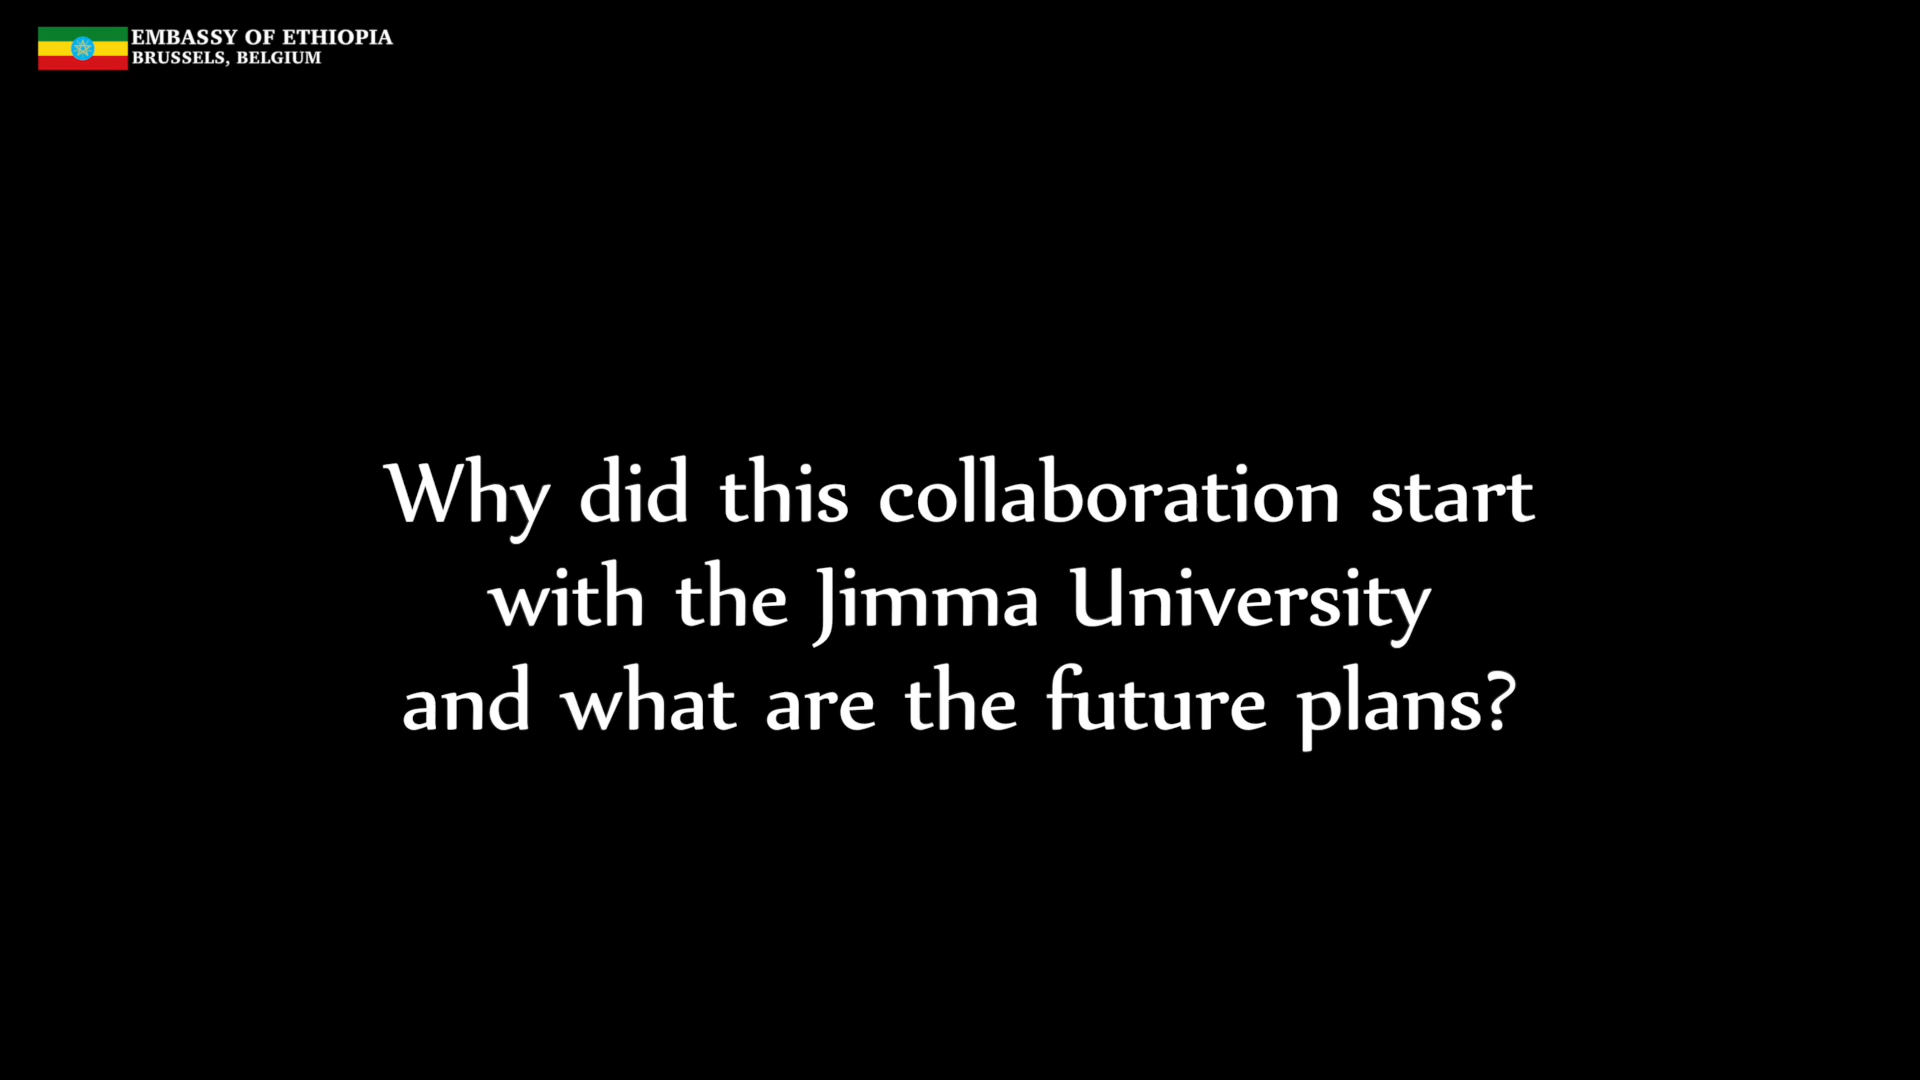 EMBASSY OF ETHIOPIA
BRUSSELS, BELGIUM
Why did this collaboration start
with the Jimma University
and what are the future plans?